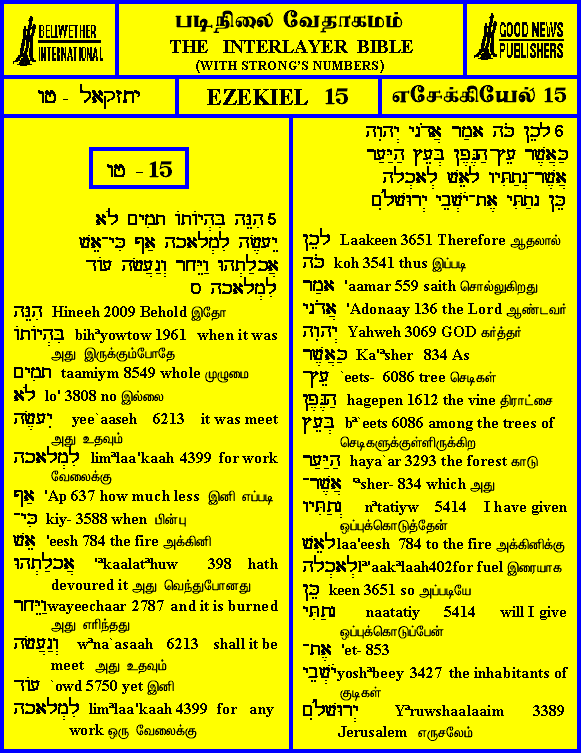 BELLWETHER
INTERNATIONAL
படிநிலை வேதாகமம்
THE INTERLAYER BIBLE
(WITH STRONG'S NUMBERS)
GOOD NEWS
PUBLISHERS
יחזקאל - טו
EZEKIEL 15
எசேக்கியேல் 15
טו - 15
5 הִנֵּה בִּהְיוֹתוֹ תָמִים לֹא
יֵעָשֶׂה לִמְלָאכָה אַף כִּי־אֵשׁ
אֲכָלַתְהוּ וַיֵּחָר וְנַעֲשָׂה עוֹד
לִמְלָאכָה ס
הִנֵּה Hineeh 2009 Behold இதோ
בִּהְיוֹתוֹ bihªyowtow 1961 when it was
அது இருக்கும்போதே
תָמִים taamiym 8549 whole முழுமை
לֹא lo' 3808 no இல்லை
יֵעָשֶׂה yee`aaseh 6213 it was meet
அது உதவும்
לִמְלָאכָה limªlaa'kaah 4399 for work
வேலைக்கு
אַף 'Ap 637 how much less இனி எப்படி
כִּי־ kiy- 3588 when பின்பு
אֵשׁ 'eesh 784 the fire அக்கினி
אֲכָלַתְהוּ 'ªkaalatªhuw 398 hath
devoured it அது வெந்துபோனது
וַיֵּחָר wayeechaar 2787 and it is burned
அது எரிந்தது
וְנַעֲשָׂה wªna`asaah 6213 shall it be
meet அது உதவும்
עוֹד `owd 5750 yet இனி
לִמְלָאכָה limªlaa'kaah 4399 for any
work ஒரு வேலைக்கு
6 לָכֵן כֹּה אָמַר אֲדֹנָי יְהוִה
כַּאֲשֶׁר עֵץ־הַגֶּפֶן בְּעֵץ הַיַּעַר
אֲשֶׁר־נְתַתִּיו לָאֵשׁ לְאָכְלָה
כֵּן נָתַתִּי אֶת־יֹשְׁבֵי יְרוּשָׁלָםִ
לָכֵן Laakeen 3651 Therefore ஆதலால்
כֹּה koh 3541 thus இப்படி
אָמַר 'aamar 559 saith சொல்லுகிறது
אֲדֹנָי 'Adonaay 136 the Lord ஆண்டவர்
יְהוִה Yahweh 3069 GOD கர்த்தர்
כַּאֲשֶׁר Ka'ªsher 834 As
עֵץ־ `eets- 6086 tree செடிகள்
הַגֶּפֶן hagepen 1612 the vine திராட்சை
בְּעֵץ bª`eets 6086 among the trees of
செடிகளுக்குள்ளிருக்கிற
הַיַּעַר haya`ar 3293 the forest காடு
אֲשֶׁר־ 'ªsher- 834 which அது
נְתַתִּיו nªtatiyw 5414 I have given
ஒப்புக்கொடுத்தேன்
לָאֵשׁ laa'eesh 784 to the fire அக்கினிக்கு
לְאָכְלָה lª'aakªlaah402for fuel இரையாக
כֵּן keen 3651 so அப்படியே
נָתַתִּי naatatiy 5414 will I give
ஒப்புக்கொடுப்பேன்
אֶת־ 'et- 853
יֹשְׁבֵי yoshªbeey 3427 the inhabitants of
குடிகள்
יְרוּשָׁלָםִ Yªruwshaalaaim 3389
Jerusalem எருசலேம்